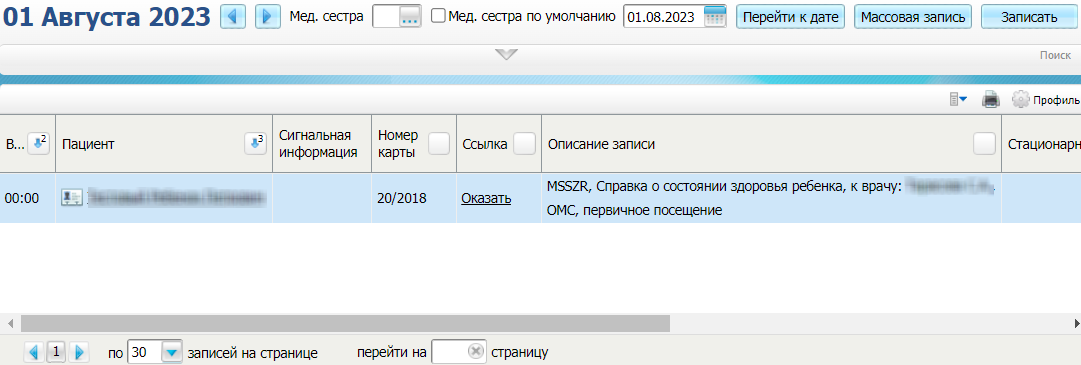 01 Августа 2023 Мед. сестра ... Мед. сестра по умолчанию 01.08.2023 Перейти к дате Массовая запись Записать
Поиск
Профиль
В... 2 Пациент 3 Сигнальная информация Номер карты Ссылка Описание записи Стационарн
00:00 20/2018 Оказать MSSZR, Справка о состоянии здоровья ребенка, к врачу:
ОМС, первичное посещение
1 по 30 записей на странице перейти на страницу